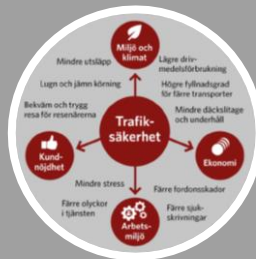 Miljö och
klimat
Mindre utsläpp
Lägre driv-
medelsförbrukning
Lugn och jämn körning
Högre fyllnadsgrad
för färre transporter
Bekväm och trygg
resa för resenärerna
Mindre däckslitage
och underhåll
Trafik-
säkerhet
Kund-
nöjdhet
Ekonomi
Mindre stress
Färre fordonsskador
Färre olyckor
i tjänsten
Färre sjuk-
skrivningar
Arbets-
miljö